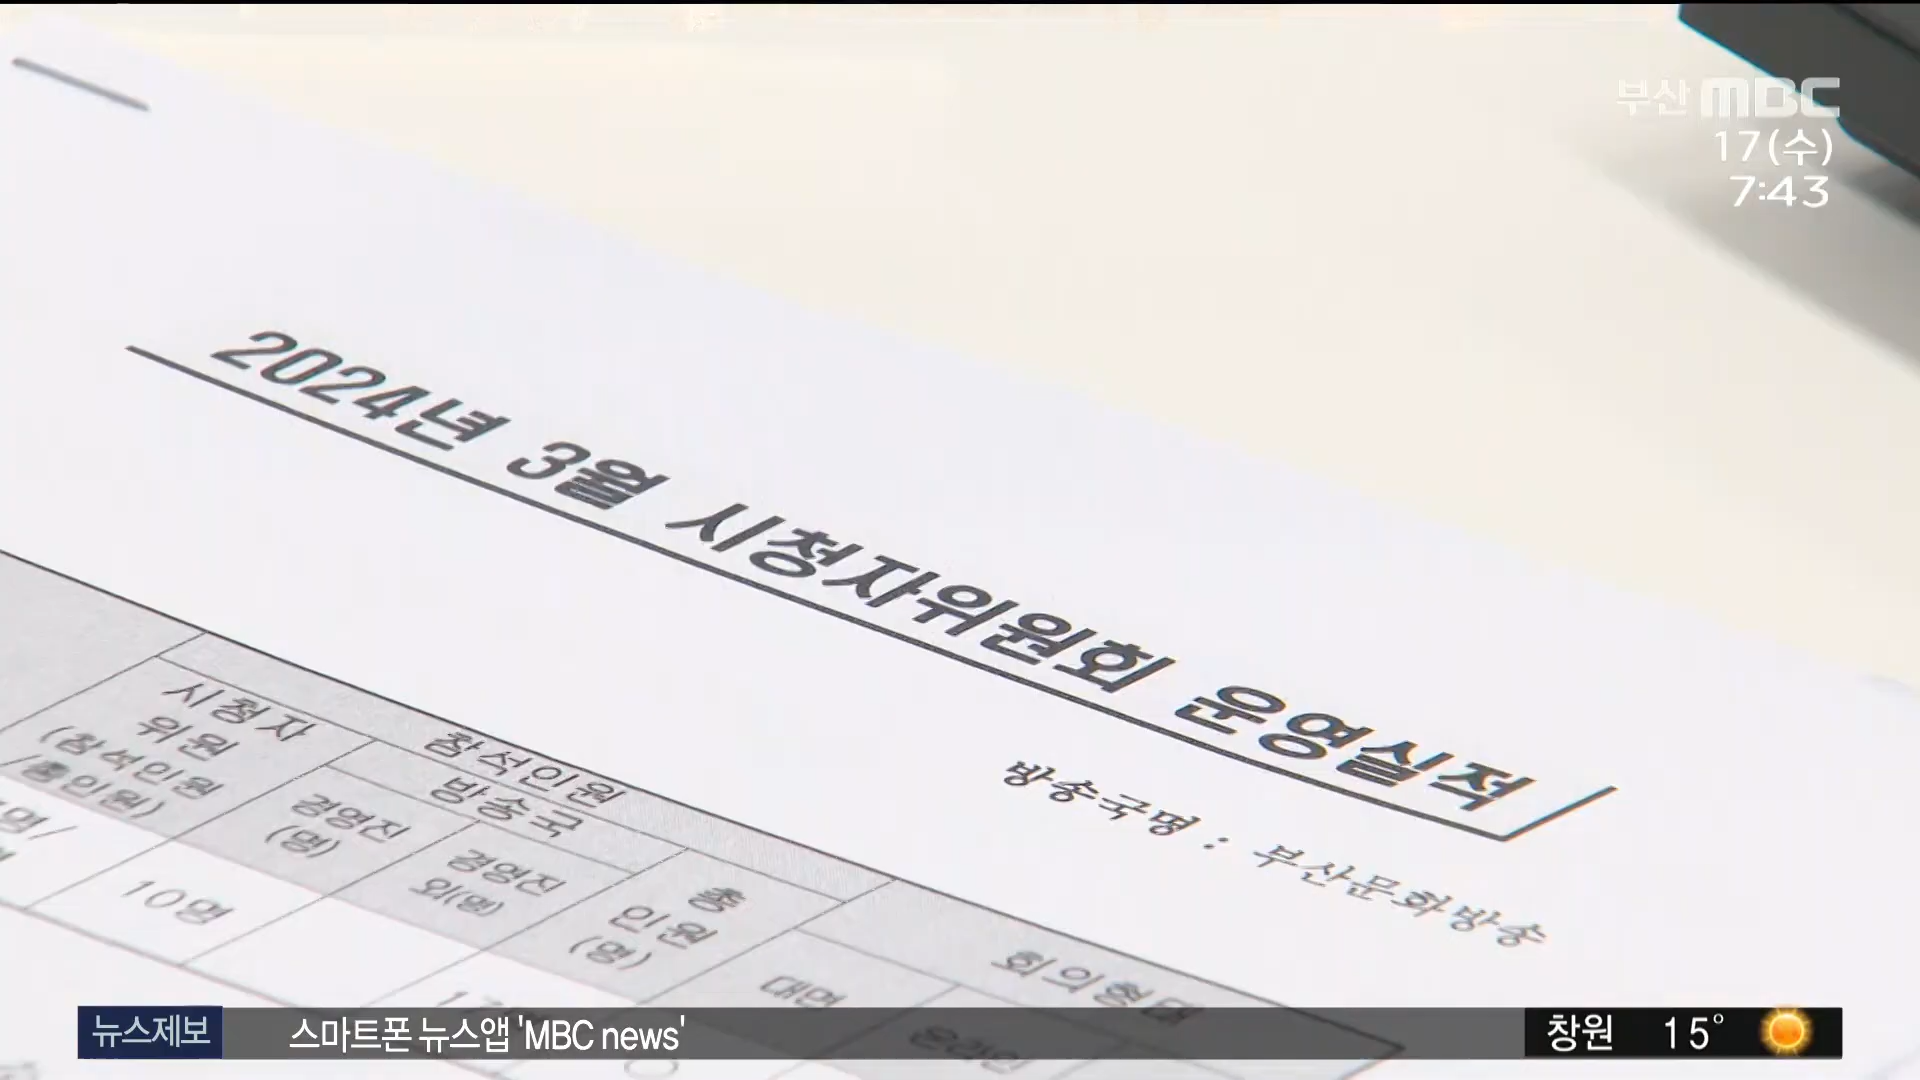 부산 MBC
17(수)
7:43
2024년 3월 시청자위원회 운영실적
방송국명 : 부산문화방송
참석인원
시청자
위원
(참석인원
/총인원)
방송국
경영진
(명)
경영진
외(명)
총
인원
(명)
회의형태
대면
온라인
10명
뉴스제보
스마트폰 뉴스앱 'MBC news'
창원 15°